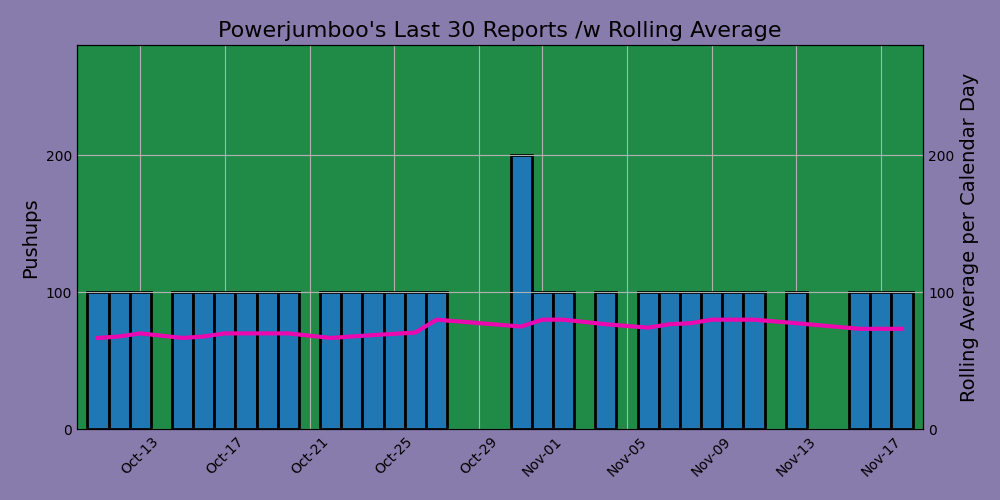 Powerjumboo's Last 30 Reports /w Rolling Average
Pushups
200
100
0
200
100
0
Rolling Average per Calendar Day
Oct-13
Oct-17
Oct-21
Oct-25
Oct-29
Nov-01
Nov-05
Nov-09
Nov-13
Nov-17